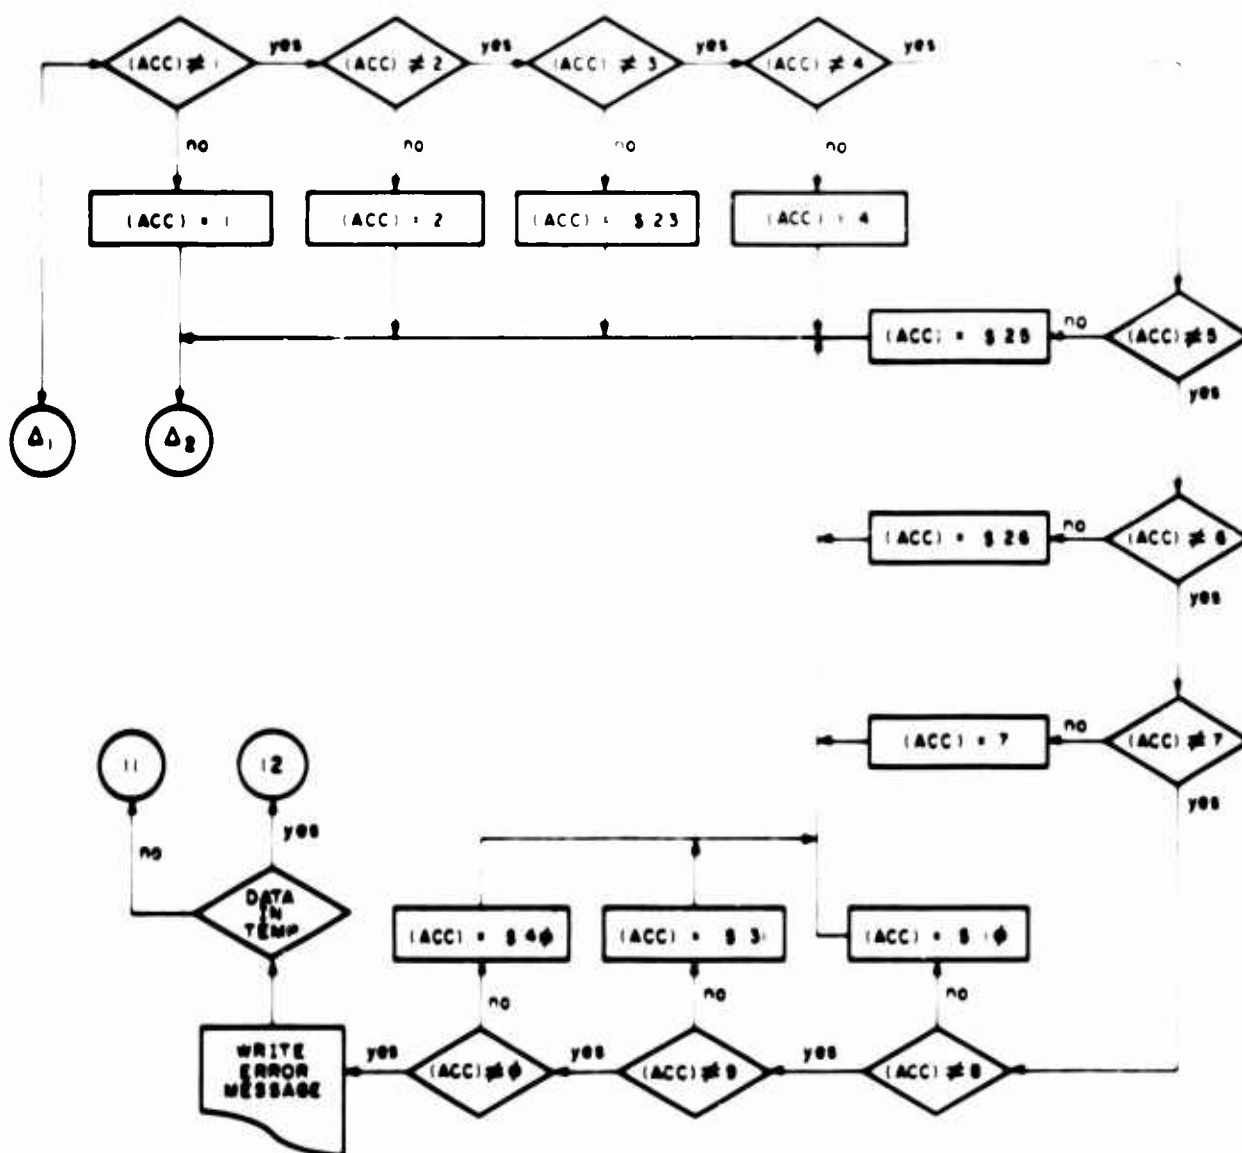 (ACC) ≠ 1
yes
(ACC) ≠ 2
yes
(ACC) ≠ 3
yes
(ACC) ≠ 4
yes
no
no
no
no
(ACC) = 1
(ACC) = 2
(ACC) = $23
(ACC) = 4
(ACC) = $25
no
(ACC) ≠ 5
yes
Δ1
Δ2
(ACC) = $26
no
(ACC) ≠ 6
yes
(ACC) = 7
no
(ACC) ≠ 7
yes
11
12
no
yes
DATA
IN
TEMP
(ACC) = $4φ
(ACC) = $31
(ACC) = $1φ
no
no
no
WRITE
ERROR
MESSAGE
yes
(ACC) ≠ φ
yes
(ACC) ≠ 9
yes
(ACC) ≠ 8